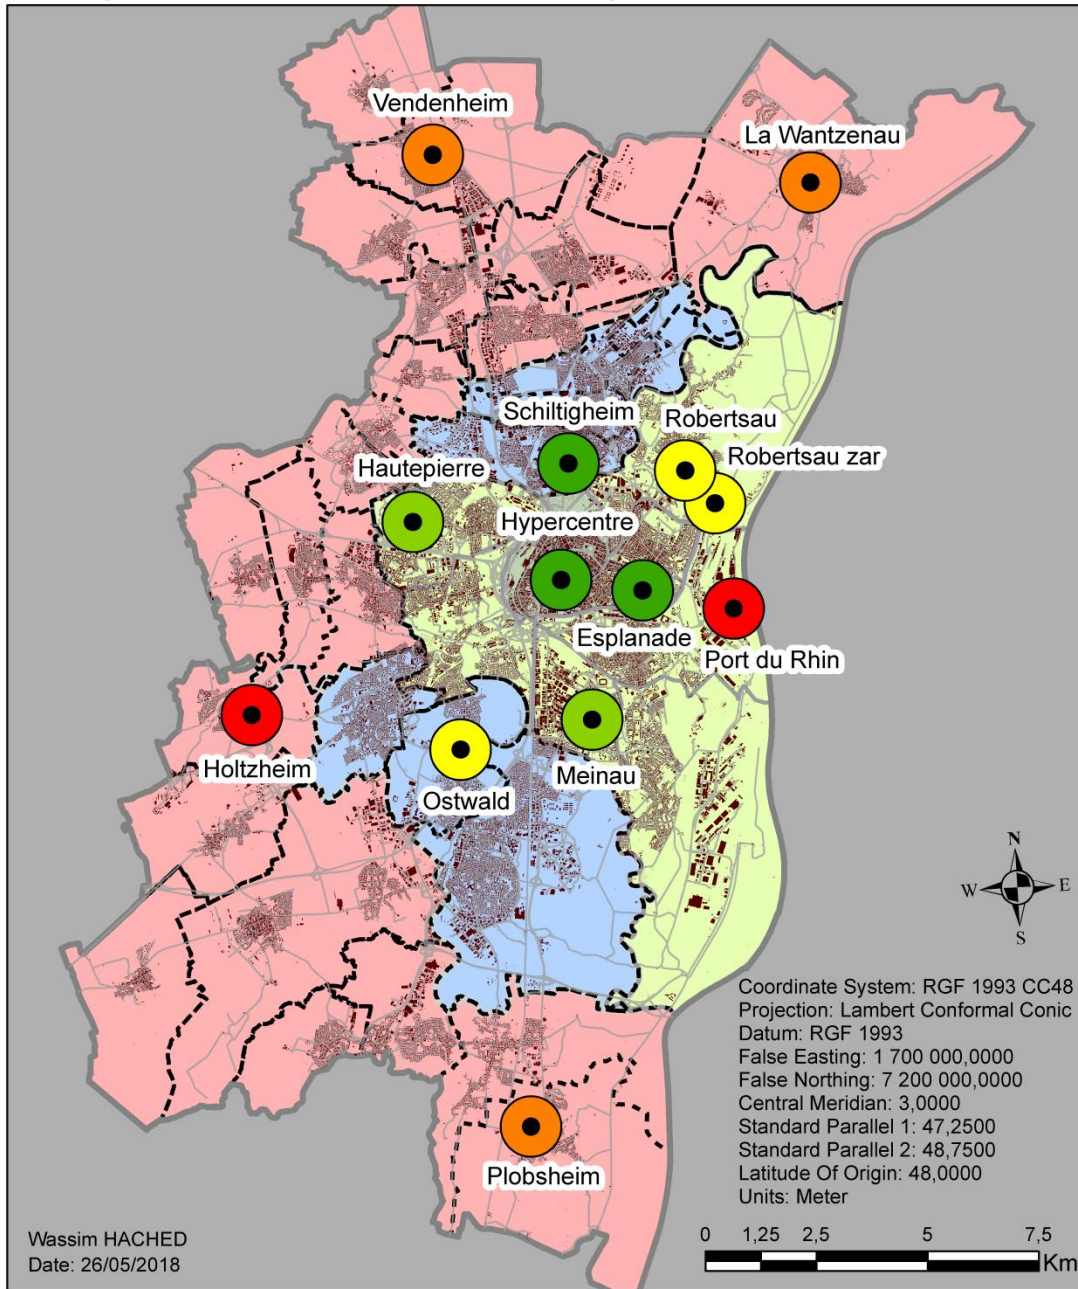 Vendenheim
La Wantzenau
Schiltigheim
Robertsau
Hautepierre
Robertsau zar
Hypercentre
Esplanade
Port du Rhin
Holtzheim
Meinau
Ostwald
N
W
E
S
Coordinate System: RGF 1993 CC48
Projection: Lambert Conformal Conic
Datum: RGF 1993
False Easting: 1 700 000,0000
False Northing: 7 200 000,0000
Central Meridian: 3,0000
Standard Parallel 1: 47,2500
Standard Parallel 2: 48,7500
Latitude Of Origin: 48,0000
Units: Meter
Plobsheim
Wassim HACHED
Date: 26/05/2018
0 1,25 2,5 5 7,5
Km